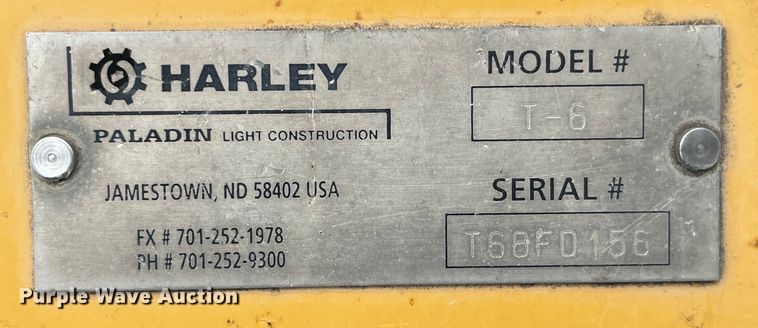 HARLEY
PALADIN LIGHT CONSTRUCTION
JAMESTOWN, ND 58402 USA
FX # 701-252-1978
PH # 701-252-9300
MODEL #
T-6
SERIAL #
T68FD156
Purple Wave Auction